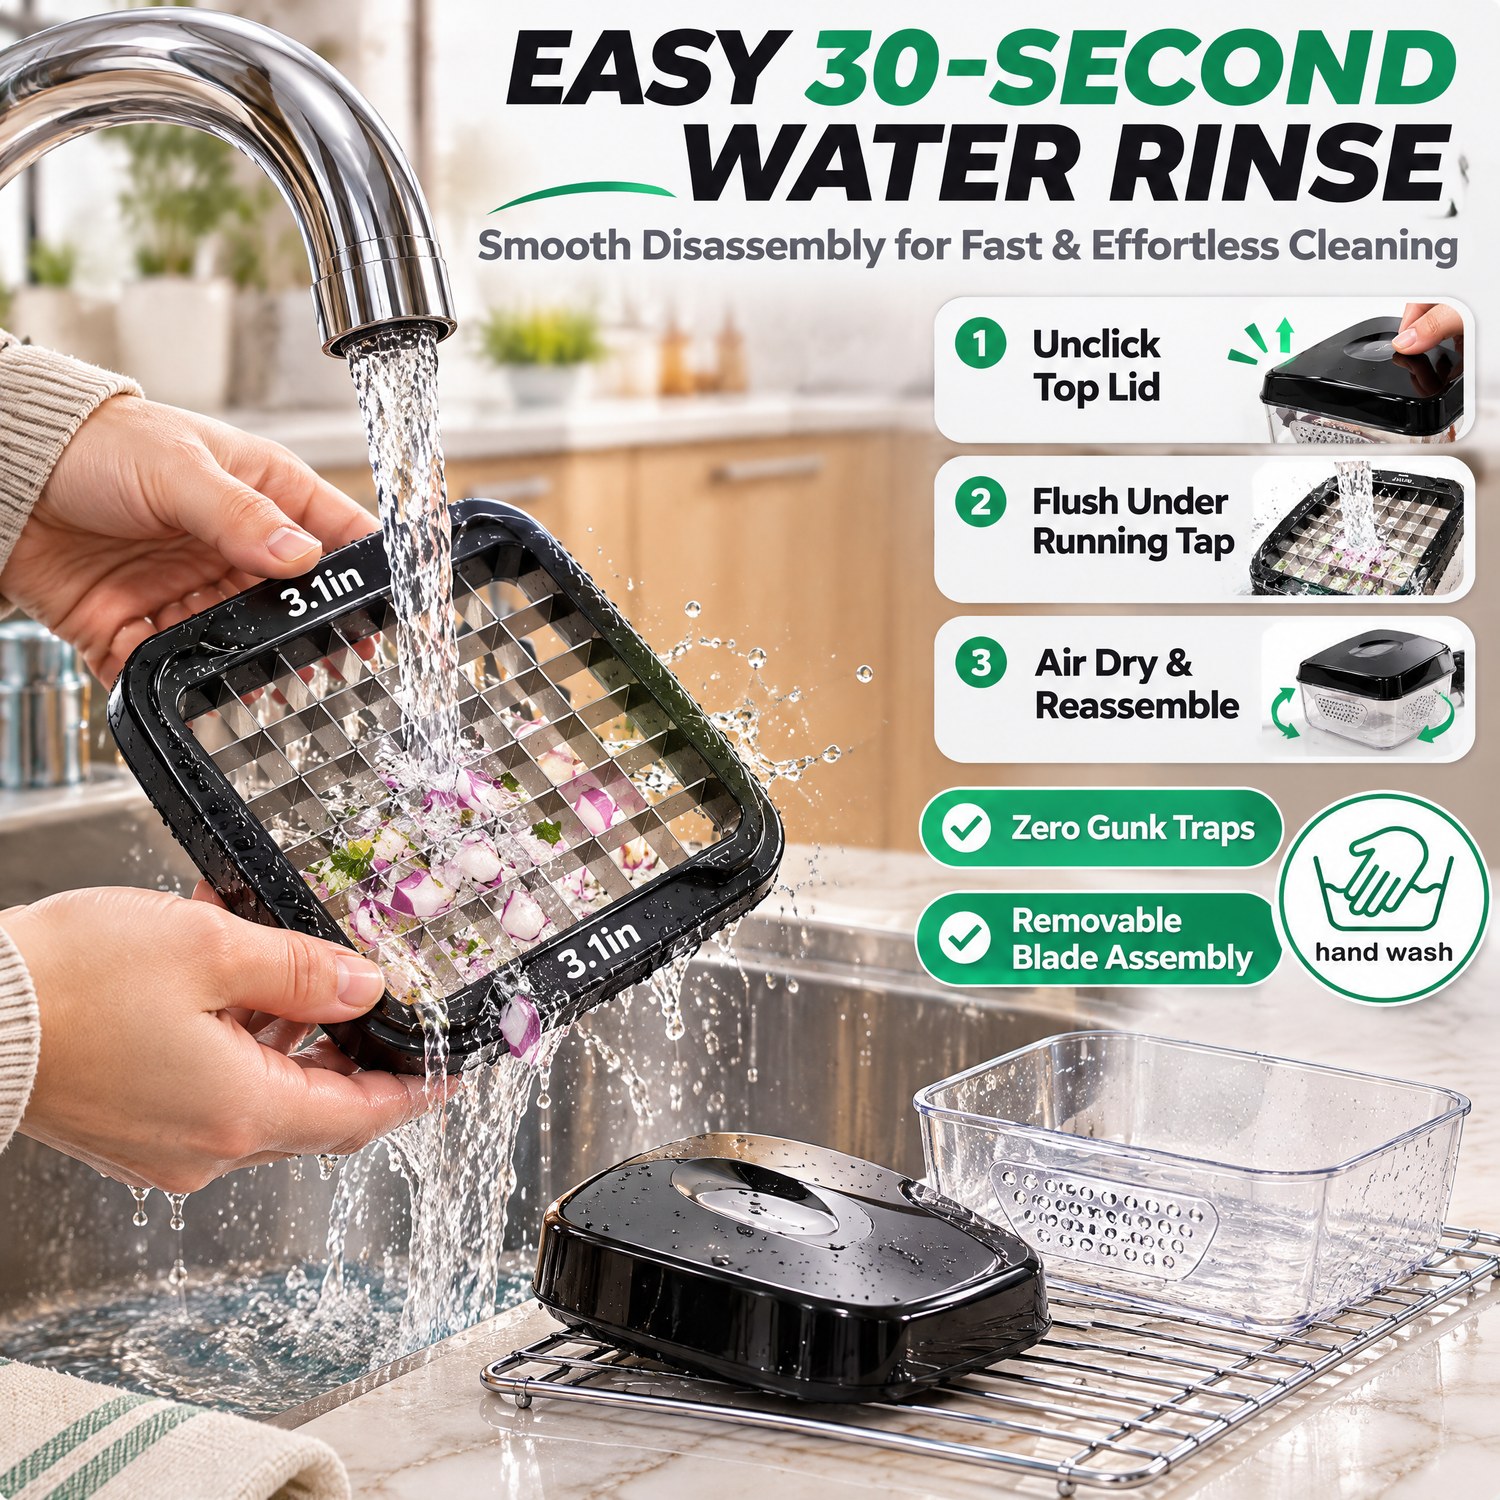 EASY 30-SECOND
WATER RINSE
Smooth Disassembly for Fast & Effortless Cleaning
1
Unclick
Top Lid
2
Flush Under
Running Tap
3
Air Dry &
Reassemble
Zero Gunk Traps
Removable
Blade Assembly
hand wash
3.1in
3.1in